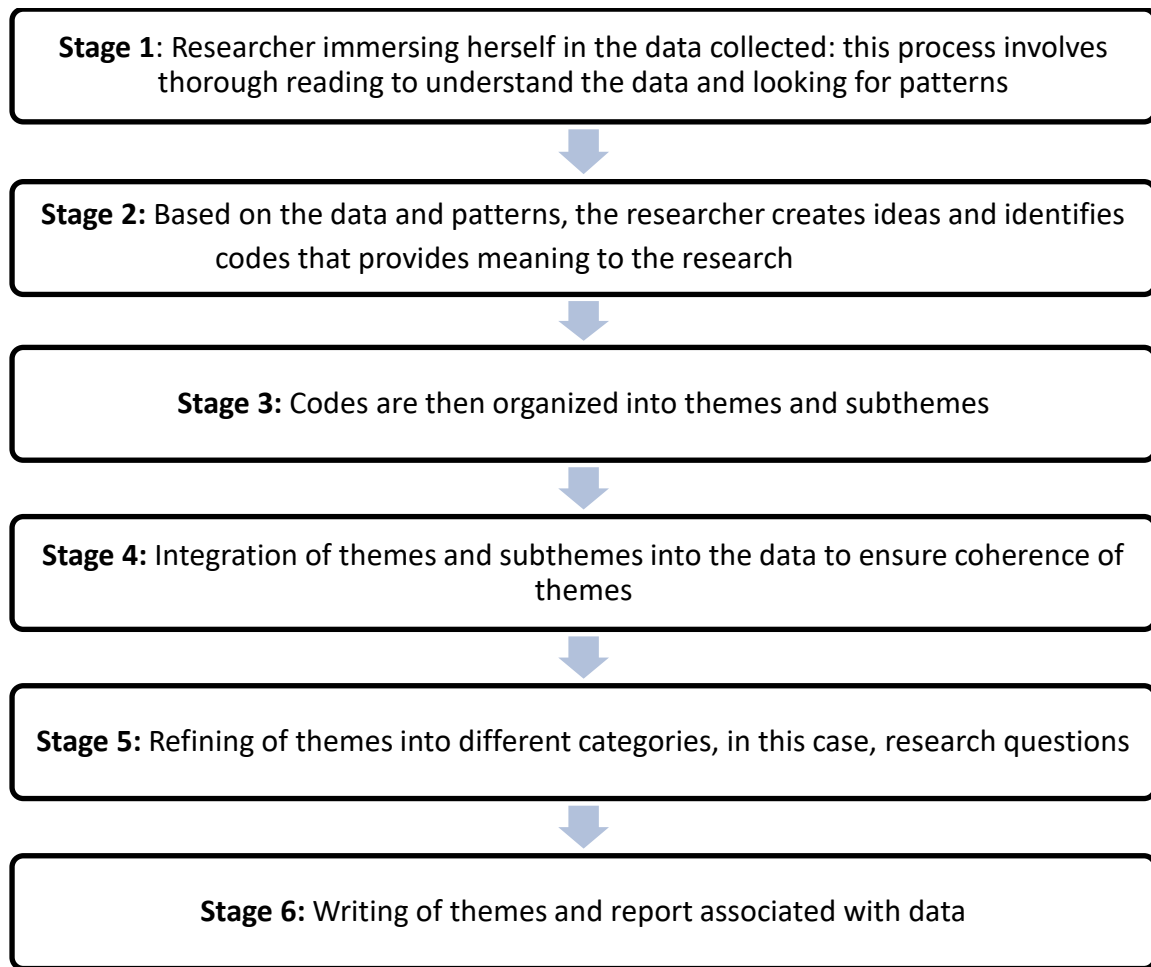 Stage 1: Researcher immersing herself in the data collected: this process involves
thorough reading to understand the data and looking for patterns
Stage 2: Based on the data and patterns, the researcher creates ideas and identifies
codes that provides meaning to the research
Stage 3: Codes are then organized into themes and subthemes
Stage 4: Integration of themes and subthemes into the data to ensure coherence of
themes
Stage 5: Refining of themes into different categories, in this case, research questions
Stage 6: Writing of themes and report associated with data